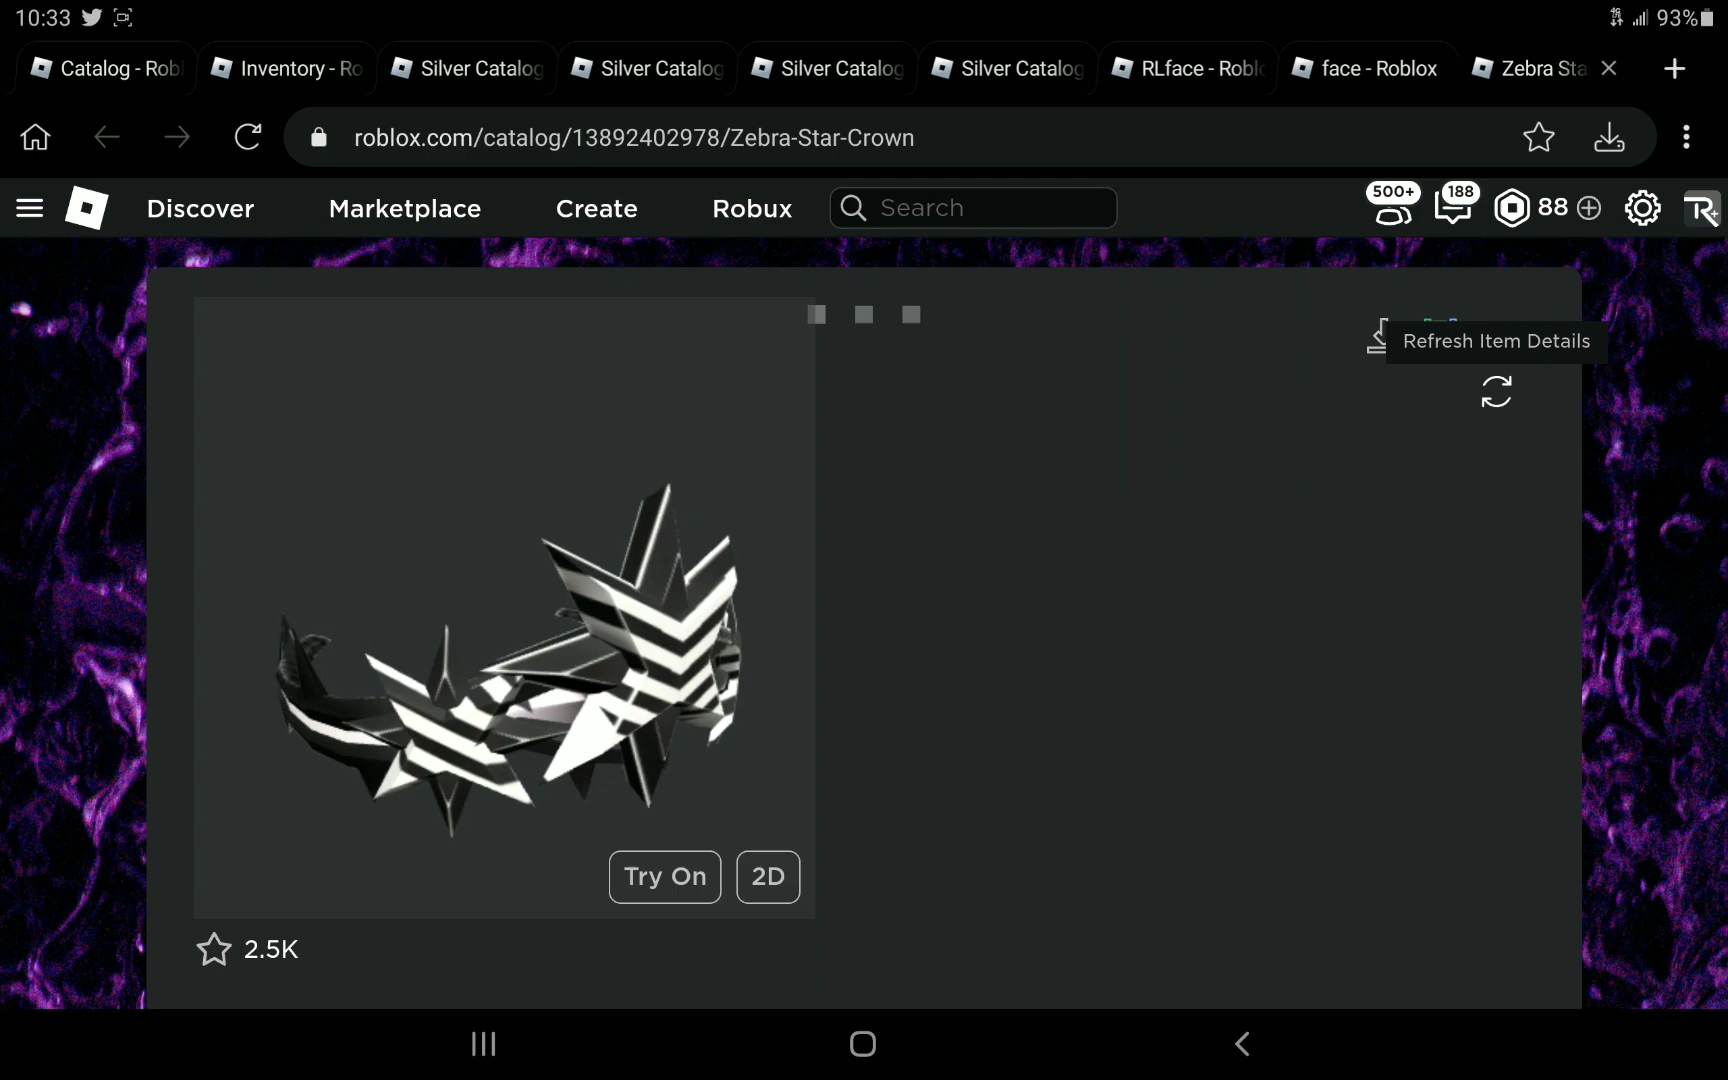 10:33
93%
Catalog - Robl
Inventory - Ro
Silver Catalog
Silver Catalog
Silver Catalog
Silver Catalog
RLface - Roblo
face - Roblox
Zebra Sta
roblox.com/catalog/13892402978/Zebra-Star-Crown
Discover
Marketplace
Create
Robux
Search
500+
188
88
Refresh Item Details
Try On
2D
2.5K